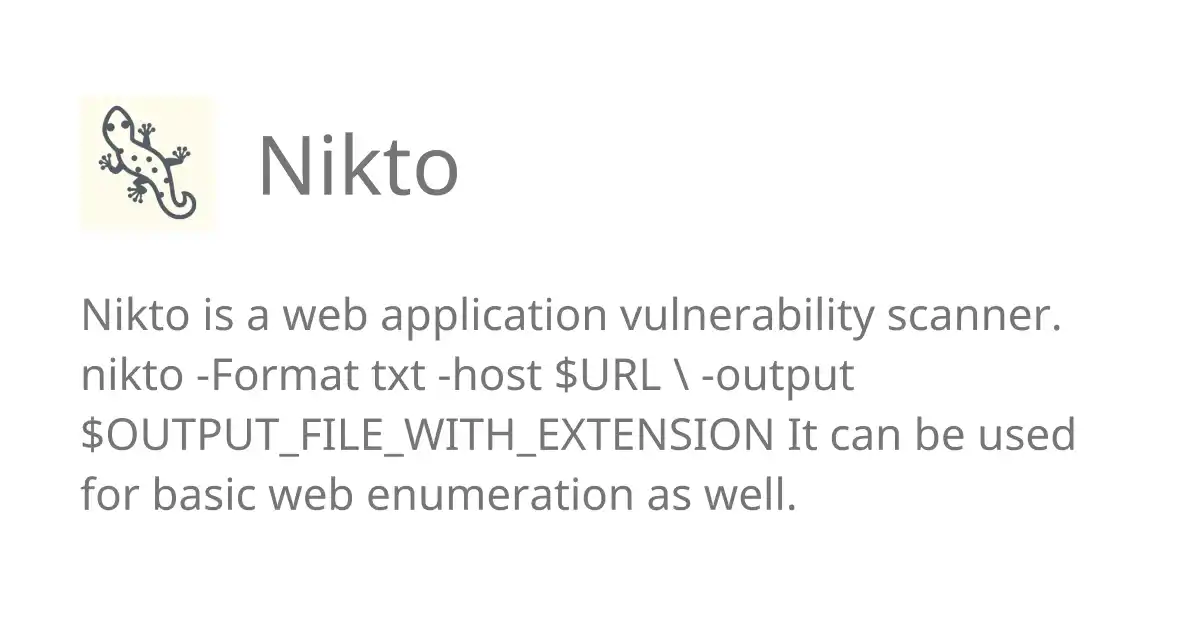 Nikto
Nikto is a web application vulnerability scanner.
nikto -Format txt -host $URL \ -output
$OUTPUT_FILE_WITH_EXTENSION It can be used
for basic web enumeration as well.